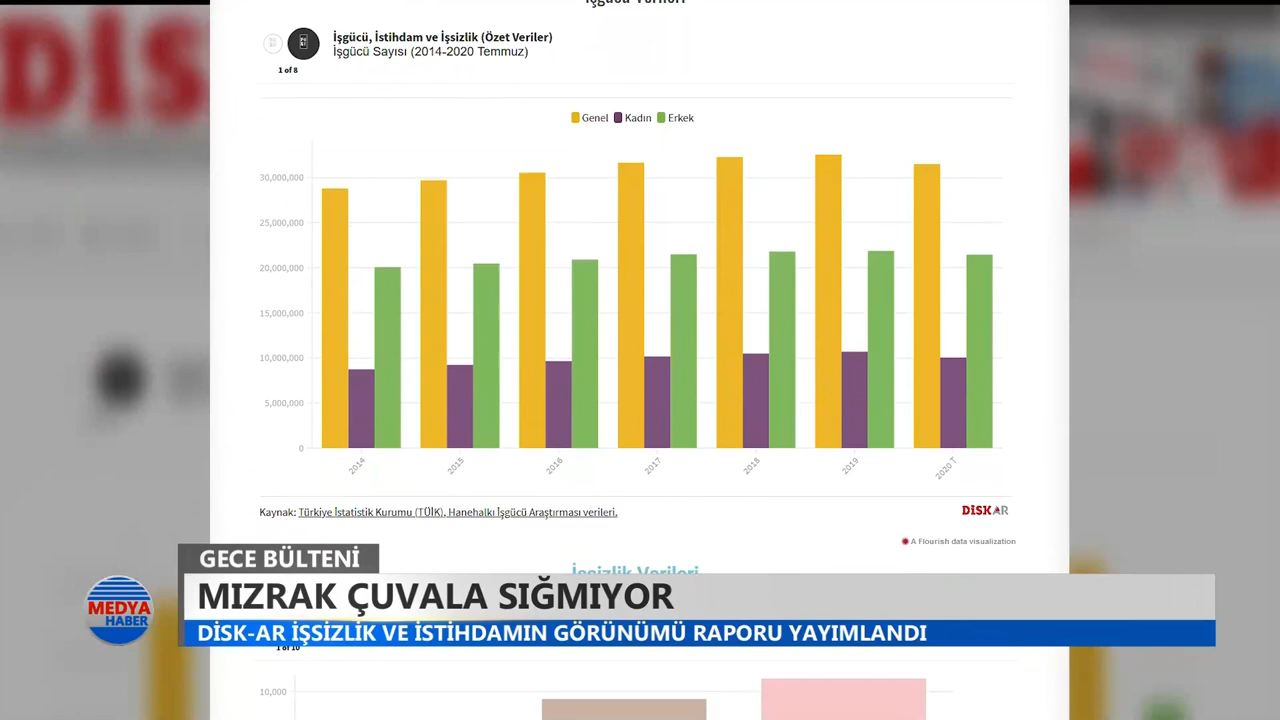 İşgücü Verileri
İşgücü, İstihdam ve İşsizlik (Özet Veriler)
İşgücü Sayısı (2014-2020 Temmuz)
1 of 8
Genel Kadın Erkek
30,000,000
25,000,000
20,000,000
15,000,000
10,000,000
5,000,000
0
2014 2015 2016 2017 2018 2019 2020 T
Kaynak: Türkiye İstatistik Kurumu (TÜİK), Hanehalkı İşgücü Araştırması verileri.
DİSKAR
A Flourish data visualization
İşsizlik Verileri
GECE BÜLTENİ
MIZRAK ÇUVALA SIĞMIYOR
MEDYA
HABER
DİSK-AR İŞSİZLİK VE İSTİHDAMIN GÖRÜNÜMÜ RAPORU YAYIMLANDI
1 of 10
10,000